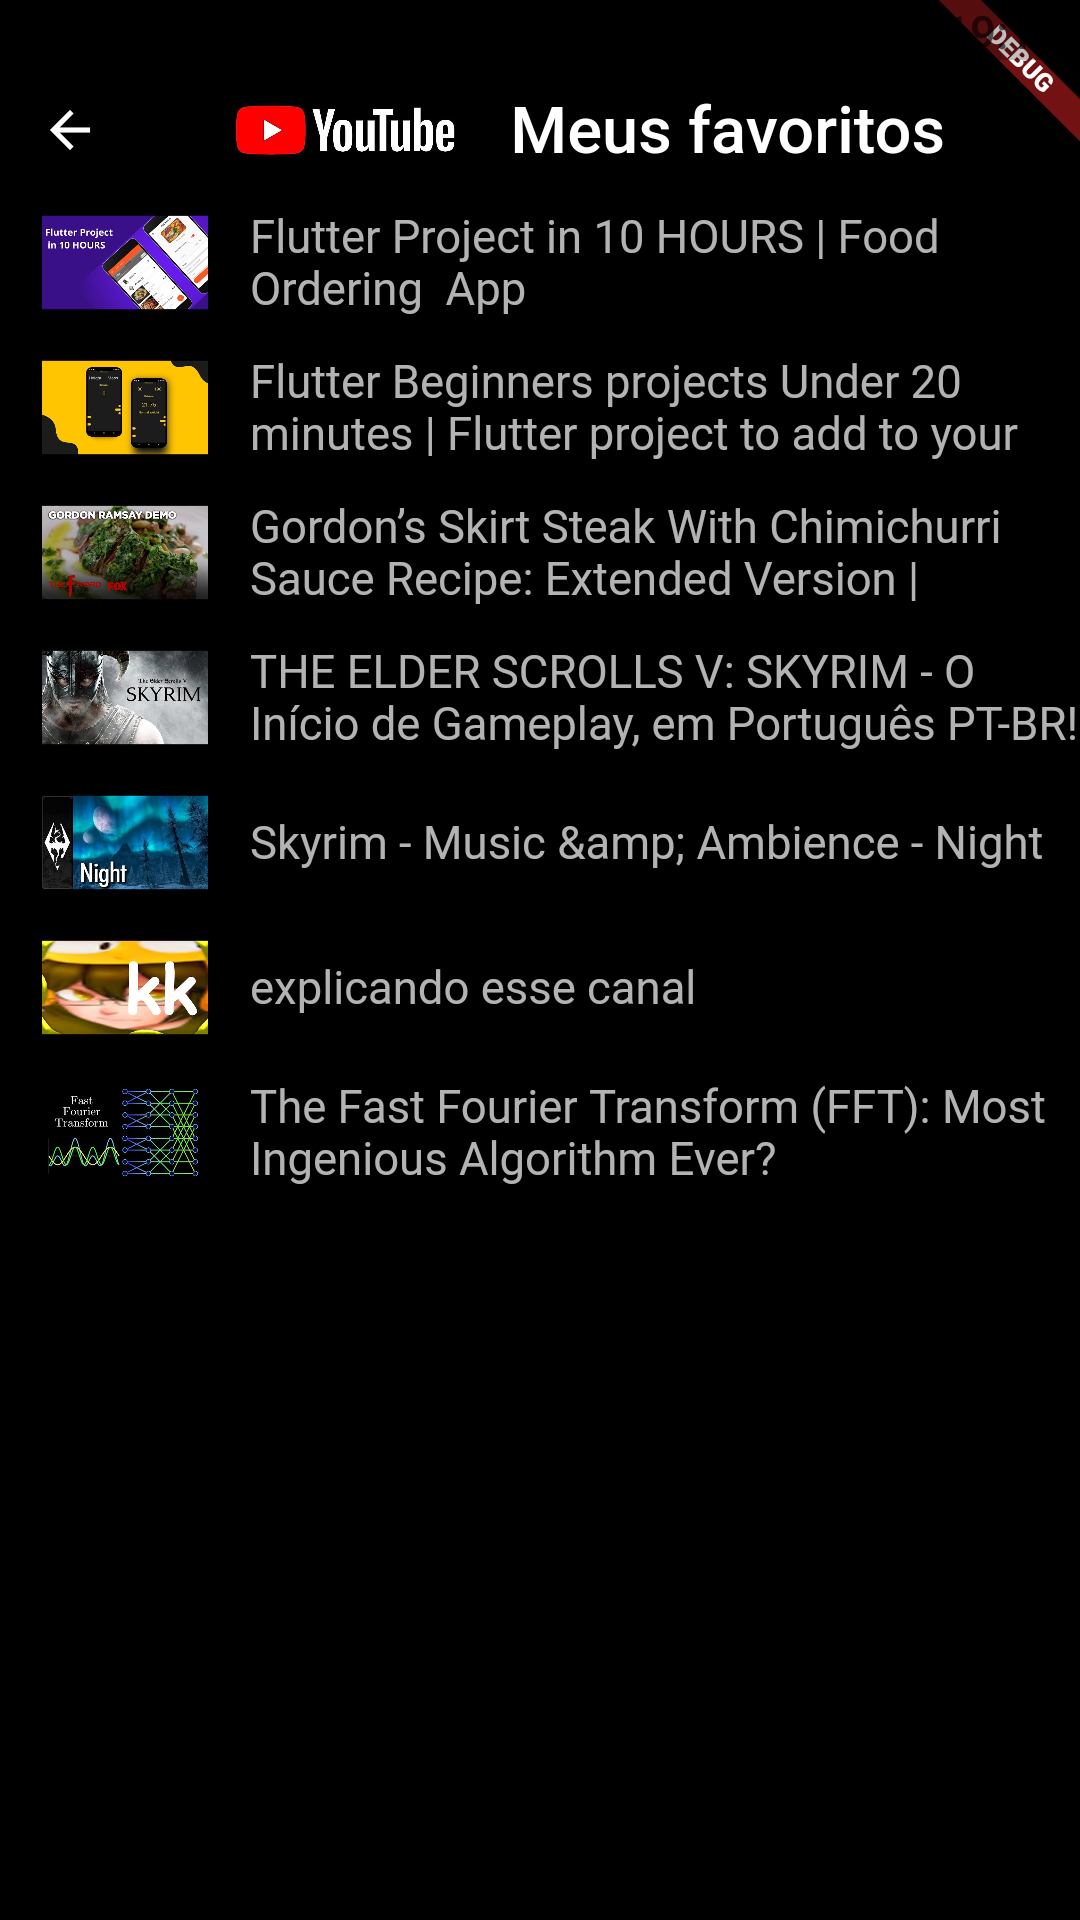 DEBUG
YouTube Meus favoritos
Flutter Project
in 10 HOURS
Flutter Project in 10 HOURS | Food
Ordering  App
Flutter Beginners projects Under 20
minutes | Flutter project to add to your
GORDON RAMSAY DEMO
FOX
Gordon’s Skirt Steak With Chimichurri
Sauce Recipe: Extended Version |
The Elder Scrolls V
SKYRIM
THE ELDER SCROLLS V: SKYRIM - O
Início de Gameplay, em Português PT-BR!
Night
Skyrim - Music &amp; Ambience - Night
kk
explicando esse canal
Fast
Fourier
Transform
The Fast Fourier Transform (FFT): Most
Ingenious Algorithm Ever?